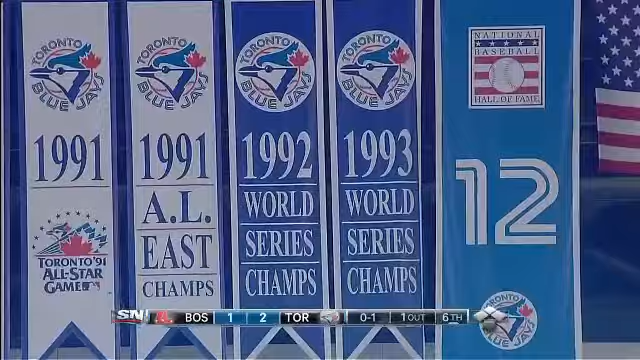 TORONTO
BLUE JAYS
1991
TORONTO '91
ALL-STAR
GAME
TORONTO
BLUE JAYS
1991
A.L.
EAST
CHAMPS
TORONTO
BLUE JAYS
1992
WORLD
SERIES
CHAMPS
TORONTO
BLUE JAYS
1993
WORLD
SERIES
CHAMPS
NATIONAL
BASEBALL
HALL OF FAME
12
TORONTO
BLUE JAYS
SN BOS 1 2 TOR 0-1 1 OUT 6TH